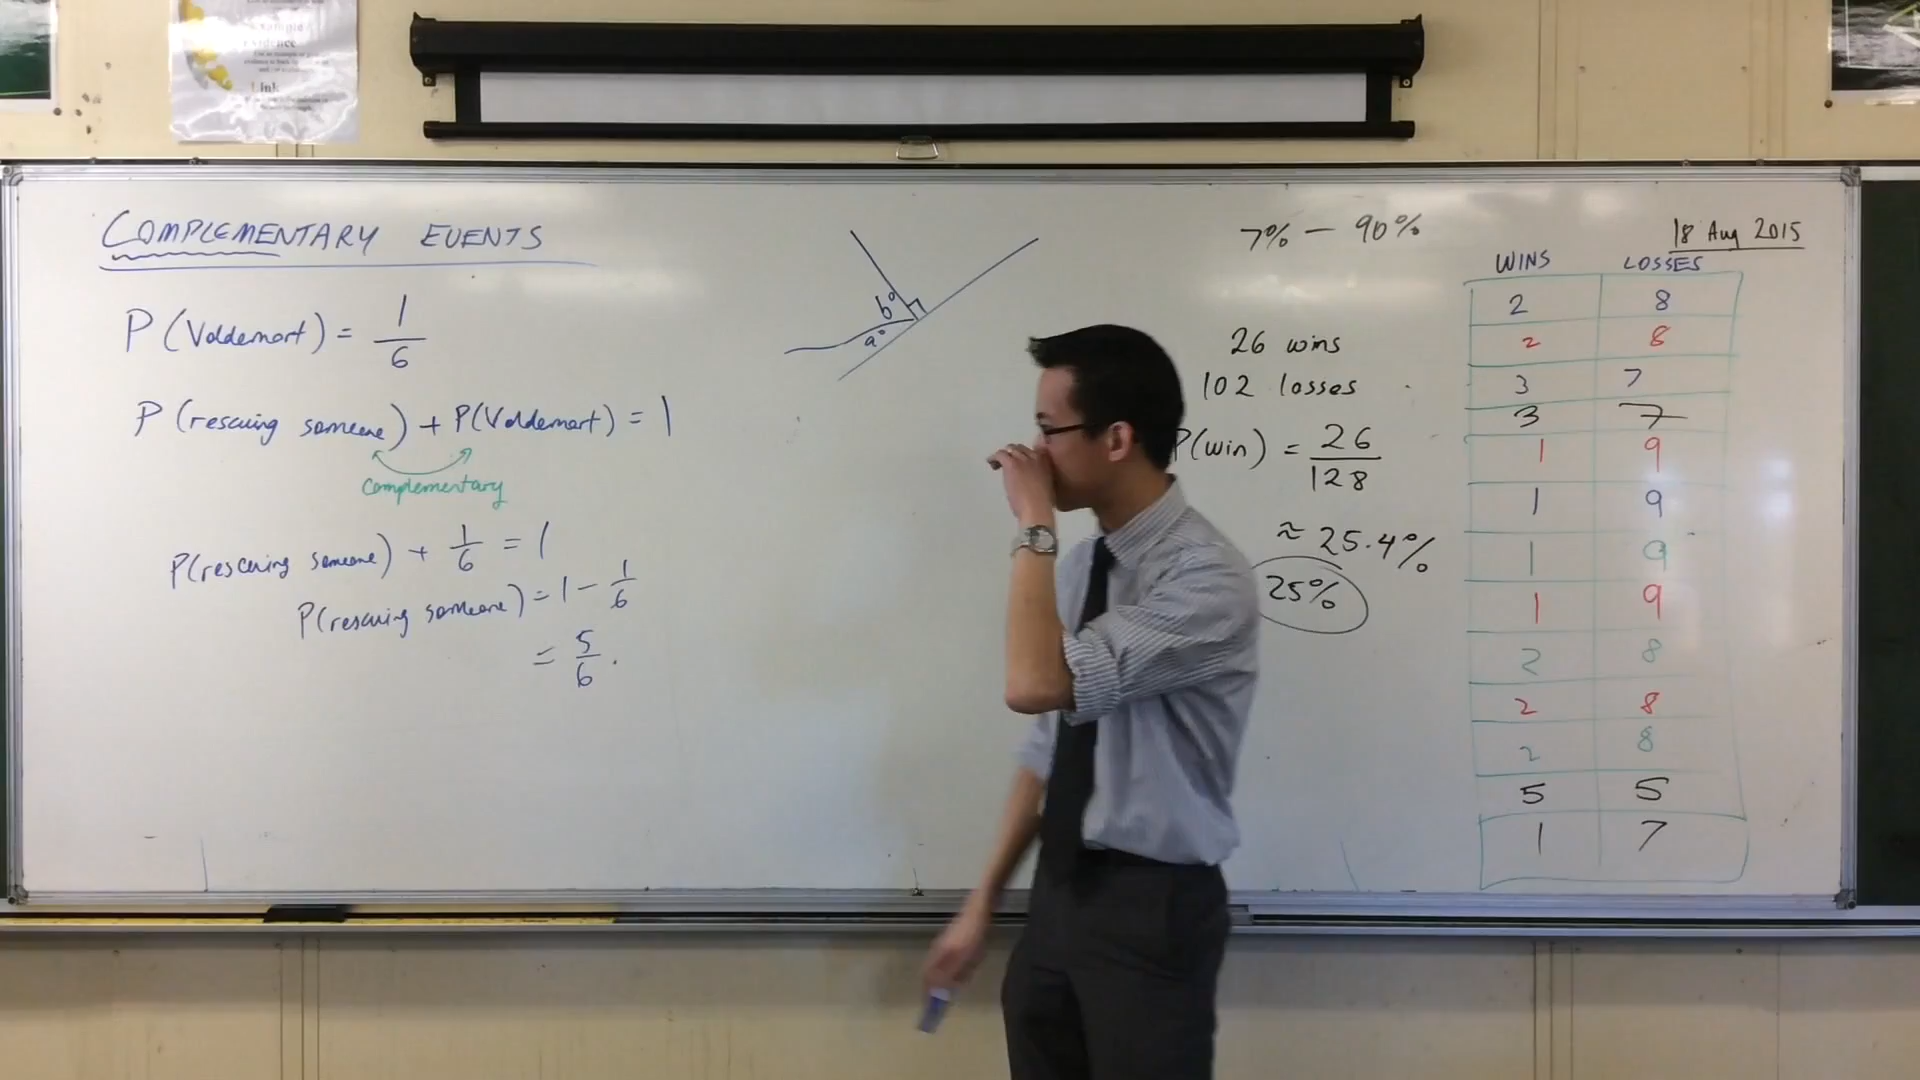 Example
Evidence
Link
COMPLEMENTARY EVENTS
P(Voldemort) = 1/6
P(rescuing someone) + P(Voldemort) = 1
Complementary
P(rescuing someone) + 1/6 = 1
P(rescuing someone) = 1 - 1/6
= 5/6.
b°
a°
7% - 90%
26 wins
102 losses
P(win) = 26/128
≈ 25.4%
25%
18 Aug 2015
WINS LOSSES
2 8
2 8
3 7
3 7
1 9
1 9
1 9
1 9
2 8
2 8
2 8
5 5
1 7